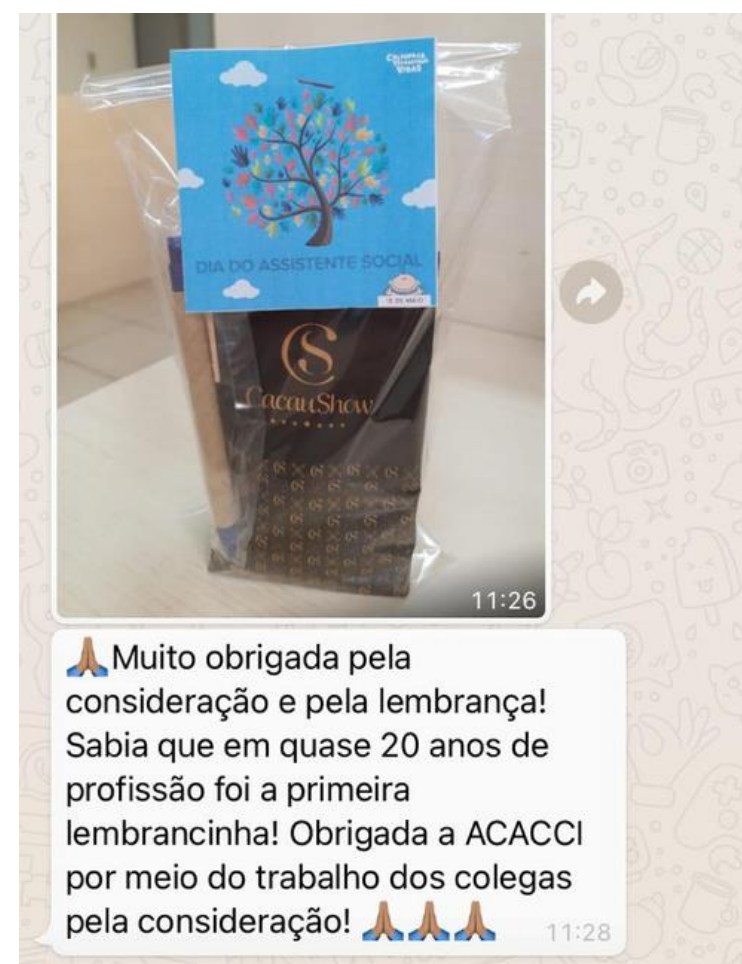 DIA DO ASSISTENTE SOCIAL
CacauShow
11:26
🙏🏽Muito obrigada pela
consideração e pela lembrança!
Sabia que em quase 20 anos de
profissão foi a primeira
lembrancinha! Obrigada a ACACCI
por meio do trabalho dos colegas
pela consideração! 🙏🏽🙏🏽🙏🏽
11:28